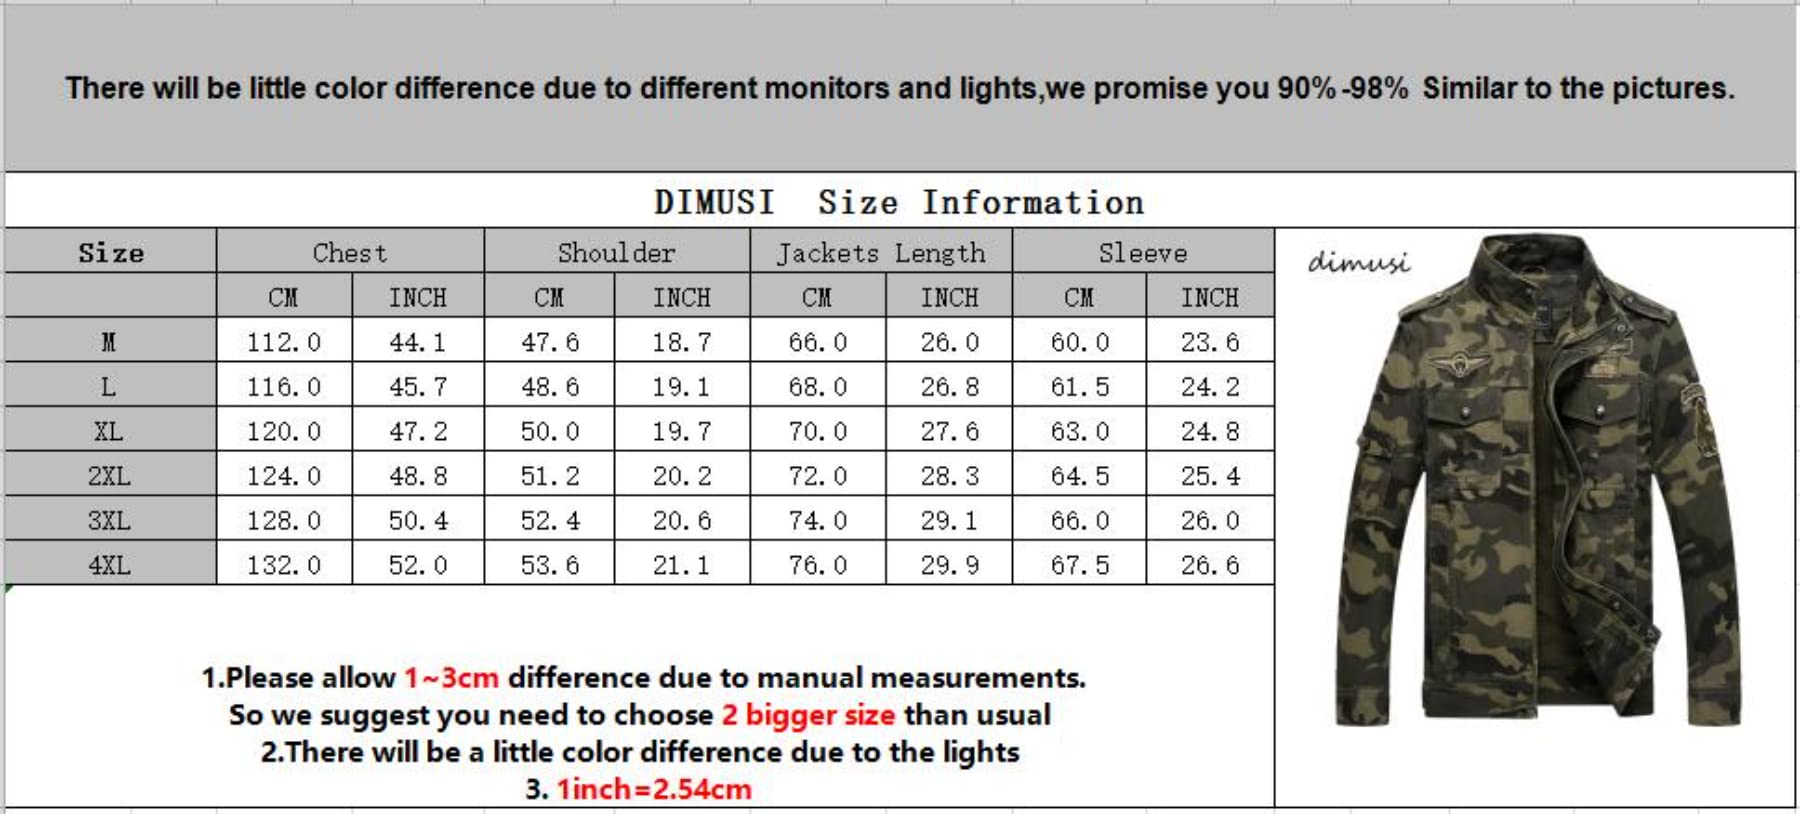 There will be little color difference due to different monitors and lights,we promise you 90%-98% Similar to the pictures.
DIMUSI Size Information
Size Chest Shoulder Jackets Length Sleeve
CM INCH CM INCH CM INCH CM INCH
M 112.0 44.1 47.6 18.7 66.0 26.0 60.0 23.6
L 116.0 45.7 48.6 19.1 68.0 26.8 61.5 24.2
XL 120.0 47.2 50.0 19.7 70.0 27.6 63.0 24.8
2XL 124.0 48.8 51.2 20.2 72.0 28.3 64.5 25.4
3XL 128.0 50.4 52.4 20.6 74.0 29.1 66.0 26.0
4XL 132.0 52.0 53.6 21.1 76.0 29.9 67.5 26.6
dimusi
1.Please allow 1~3cm difference due to manual measurements.
So we suggest you need to choose 2 bigger size than usual
2.There will be a little color difference due to the lights
3. 1inch=2.54cm